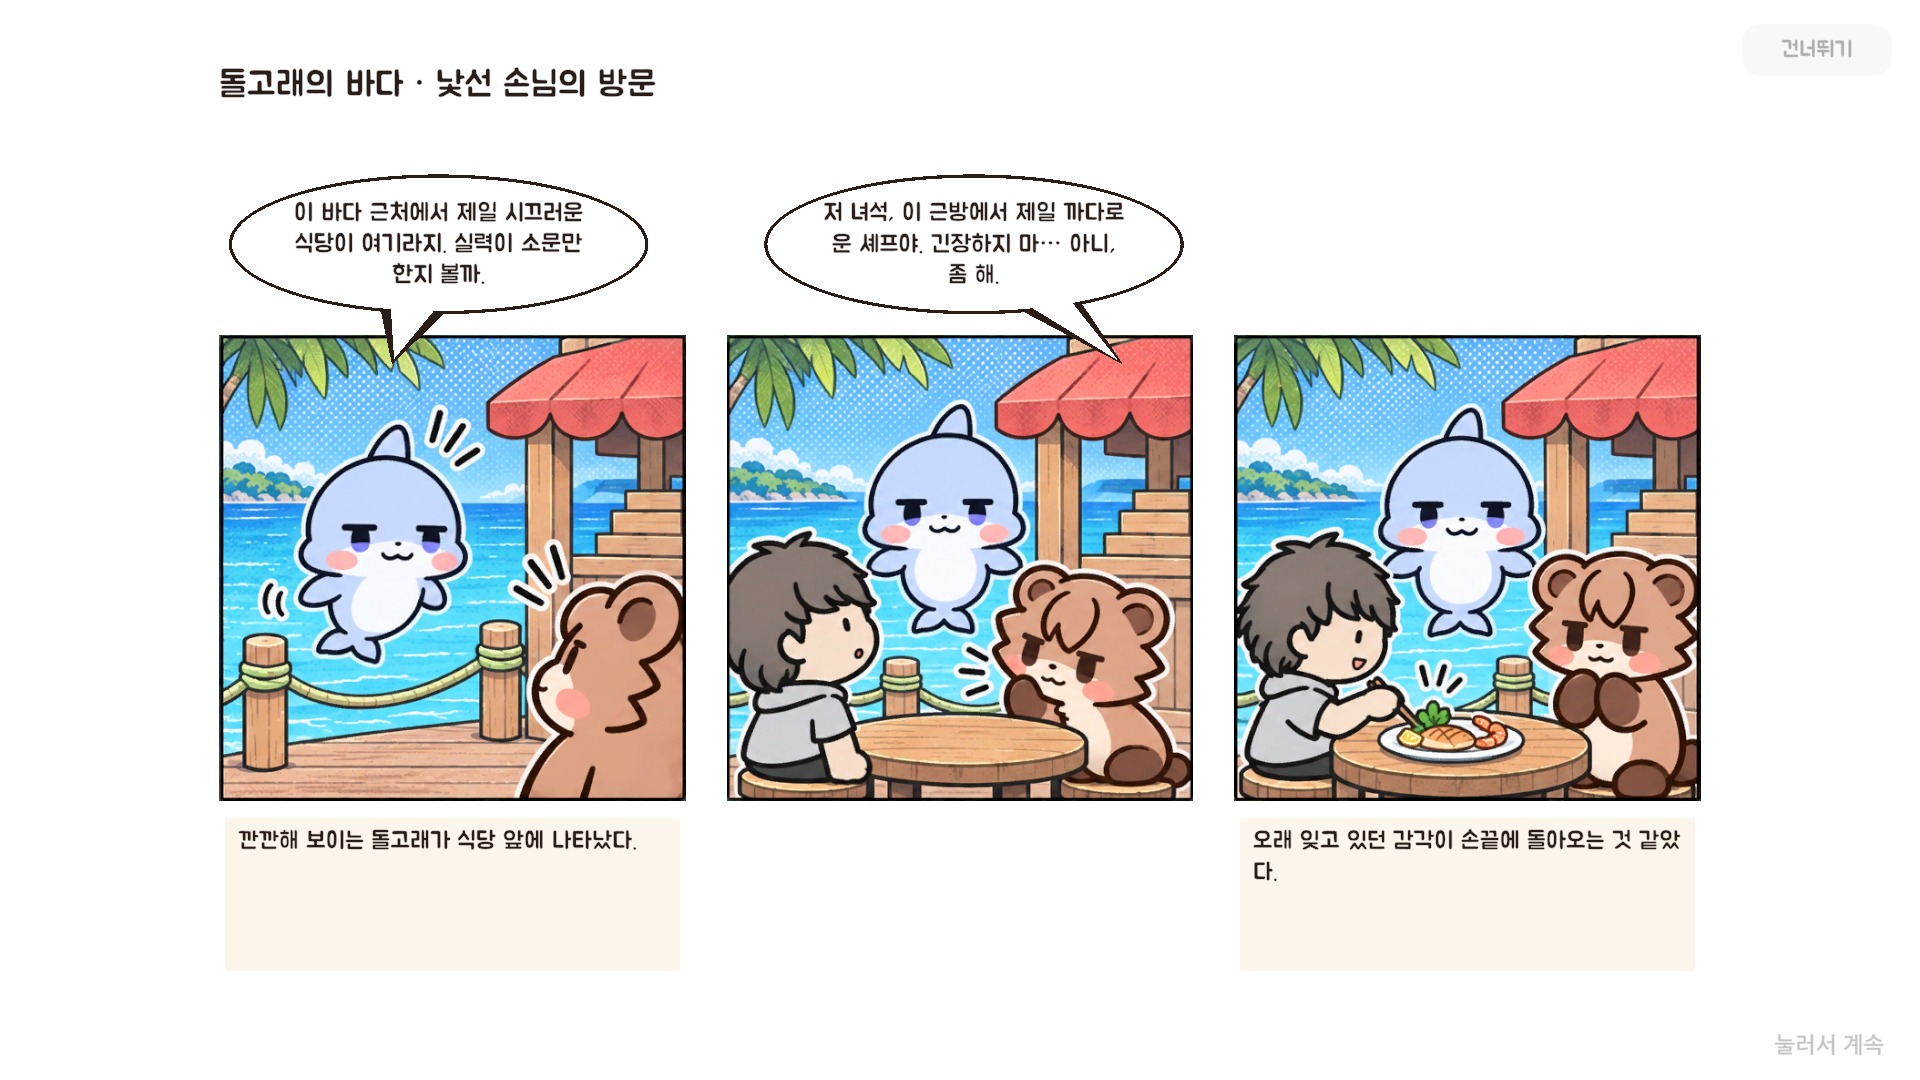 건너뛰기
돌고래의 바다 · 낯선 손님의 방문
이 바다 근처에서 제일 시끄러운
식당이 여기라지. 실력이 소문만
한지 볼까.
저 녀석, 이 근방에서 제일 까다로
운 셰프야. 긴장하지 마… 아니,
좀 해.
깐깐해 보이는 돌고래가 식당 앞에 나타났다.
오래 잊고 있던 감각이 손끝에 돌아오는 것 같았
다.
눌러서 계속